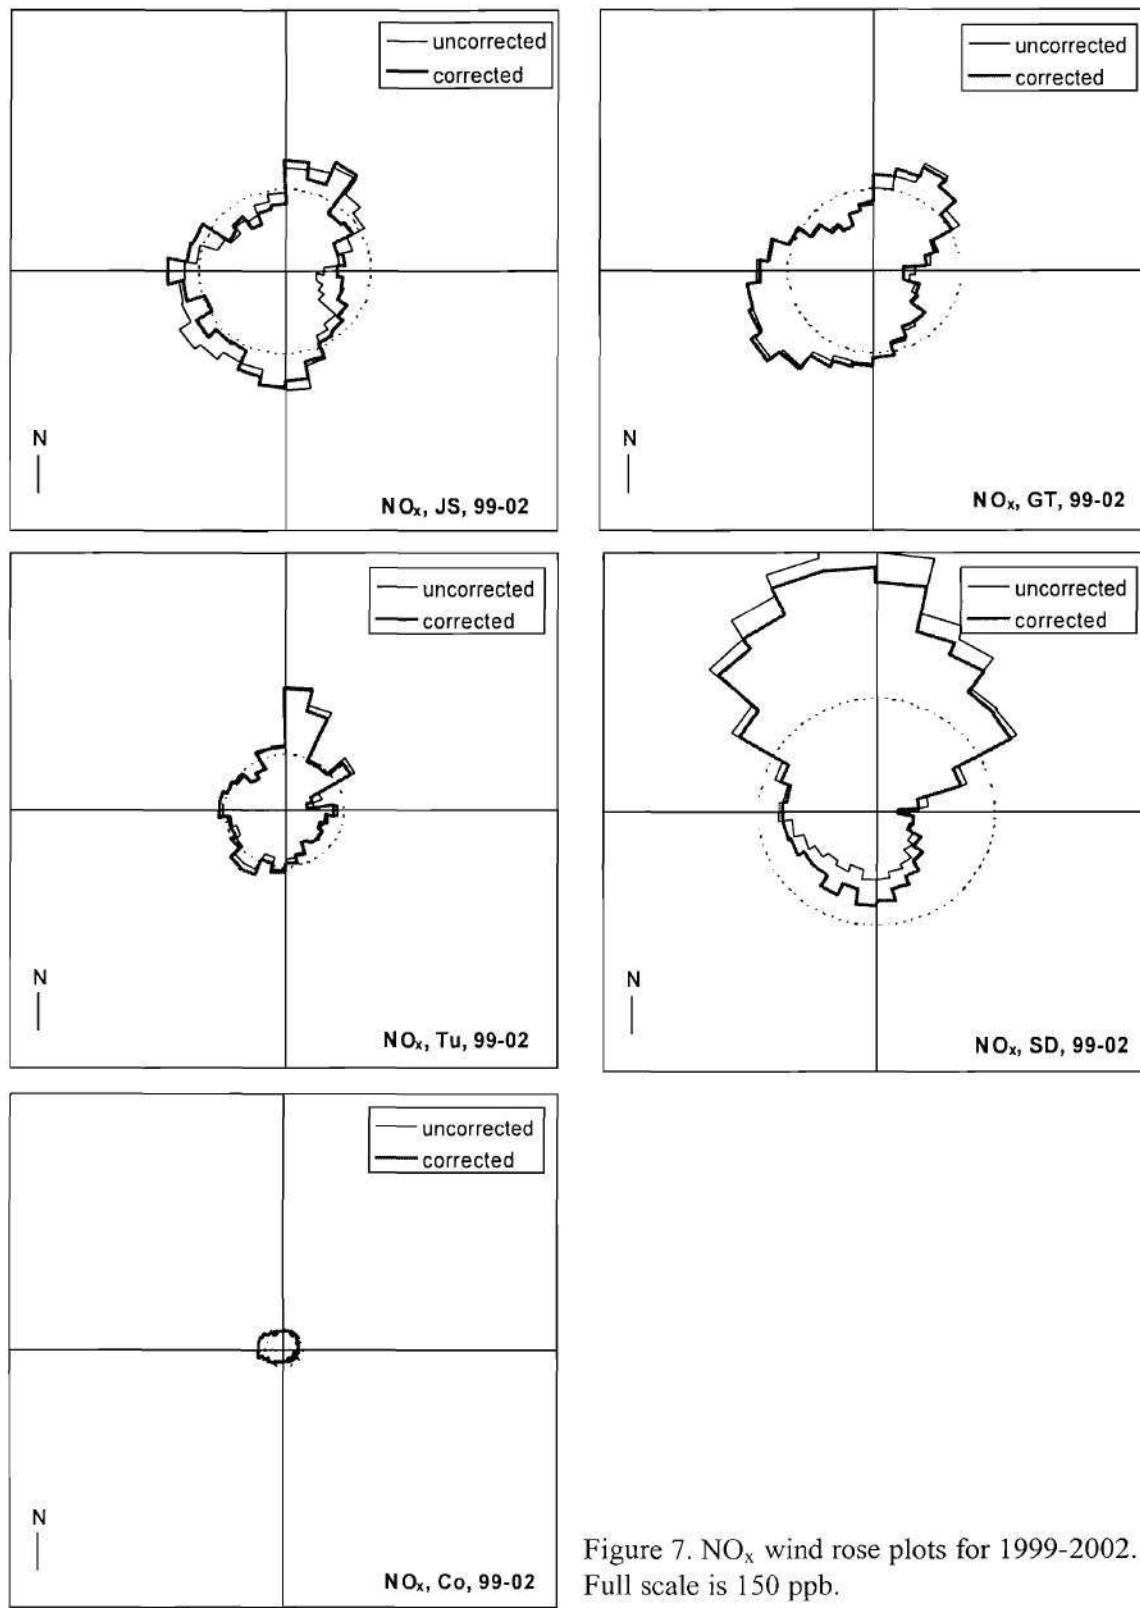 uncorrected
corrected
N
NOₓ, JS, 99-02
uncorrected
corrected
N
NOₓ, GT, 99-02
uncorrected
corrected
N
NOₓ, Tu, 99-02
uncorrected
corrected
N
NOₓ, SD, 99-02
uncorrected
corrected
N
NOₓ, Co, 99-02
Figure 7. NOₓ wind rose plots for 1999-2002.
Full scale is 150 ppb.